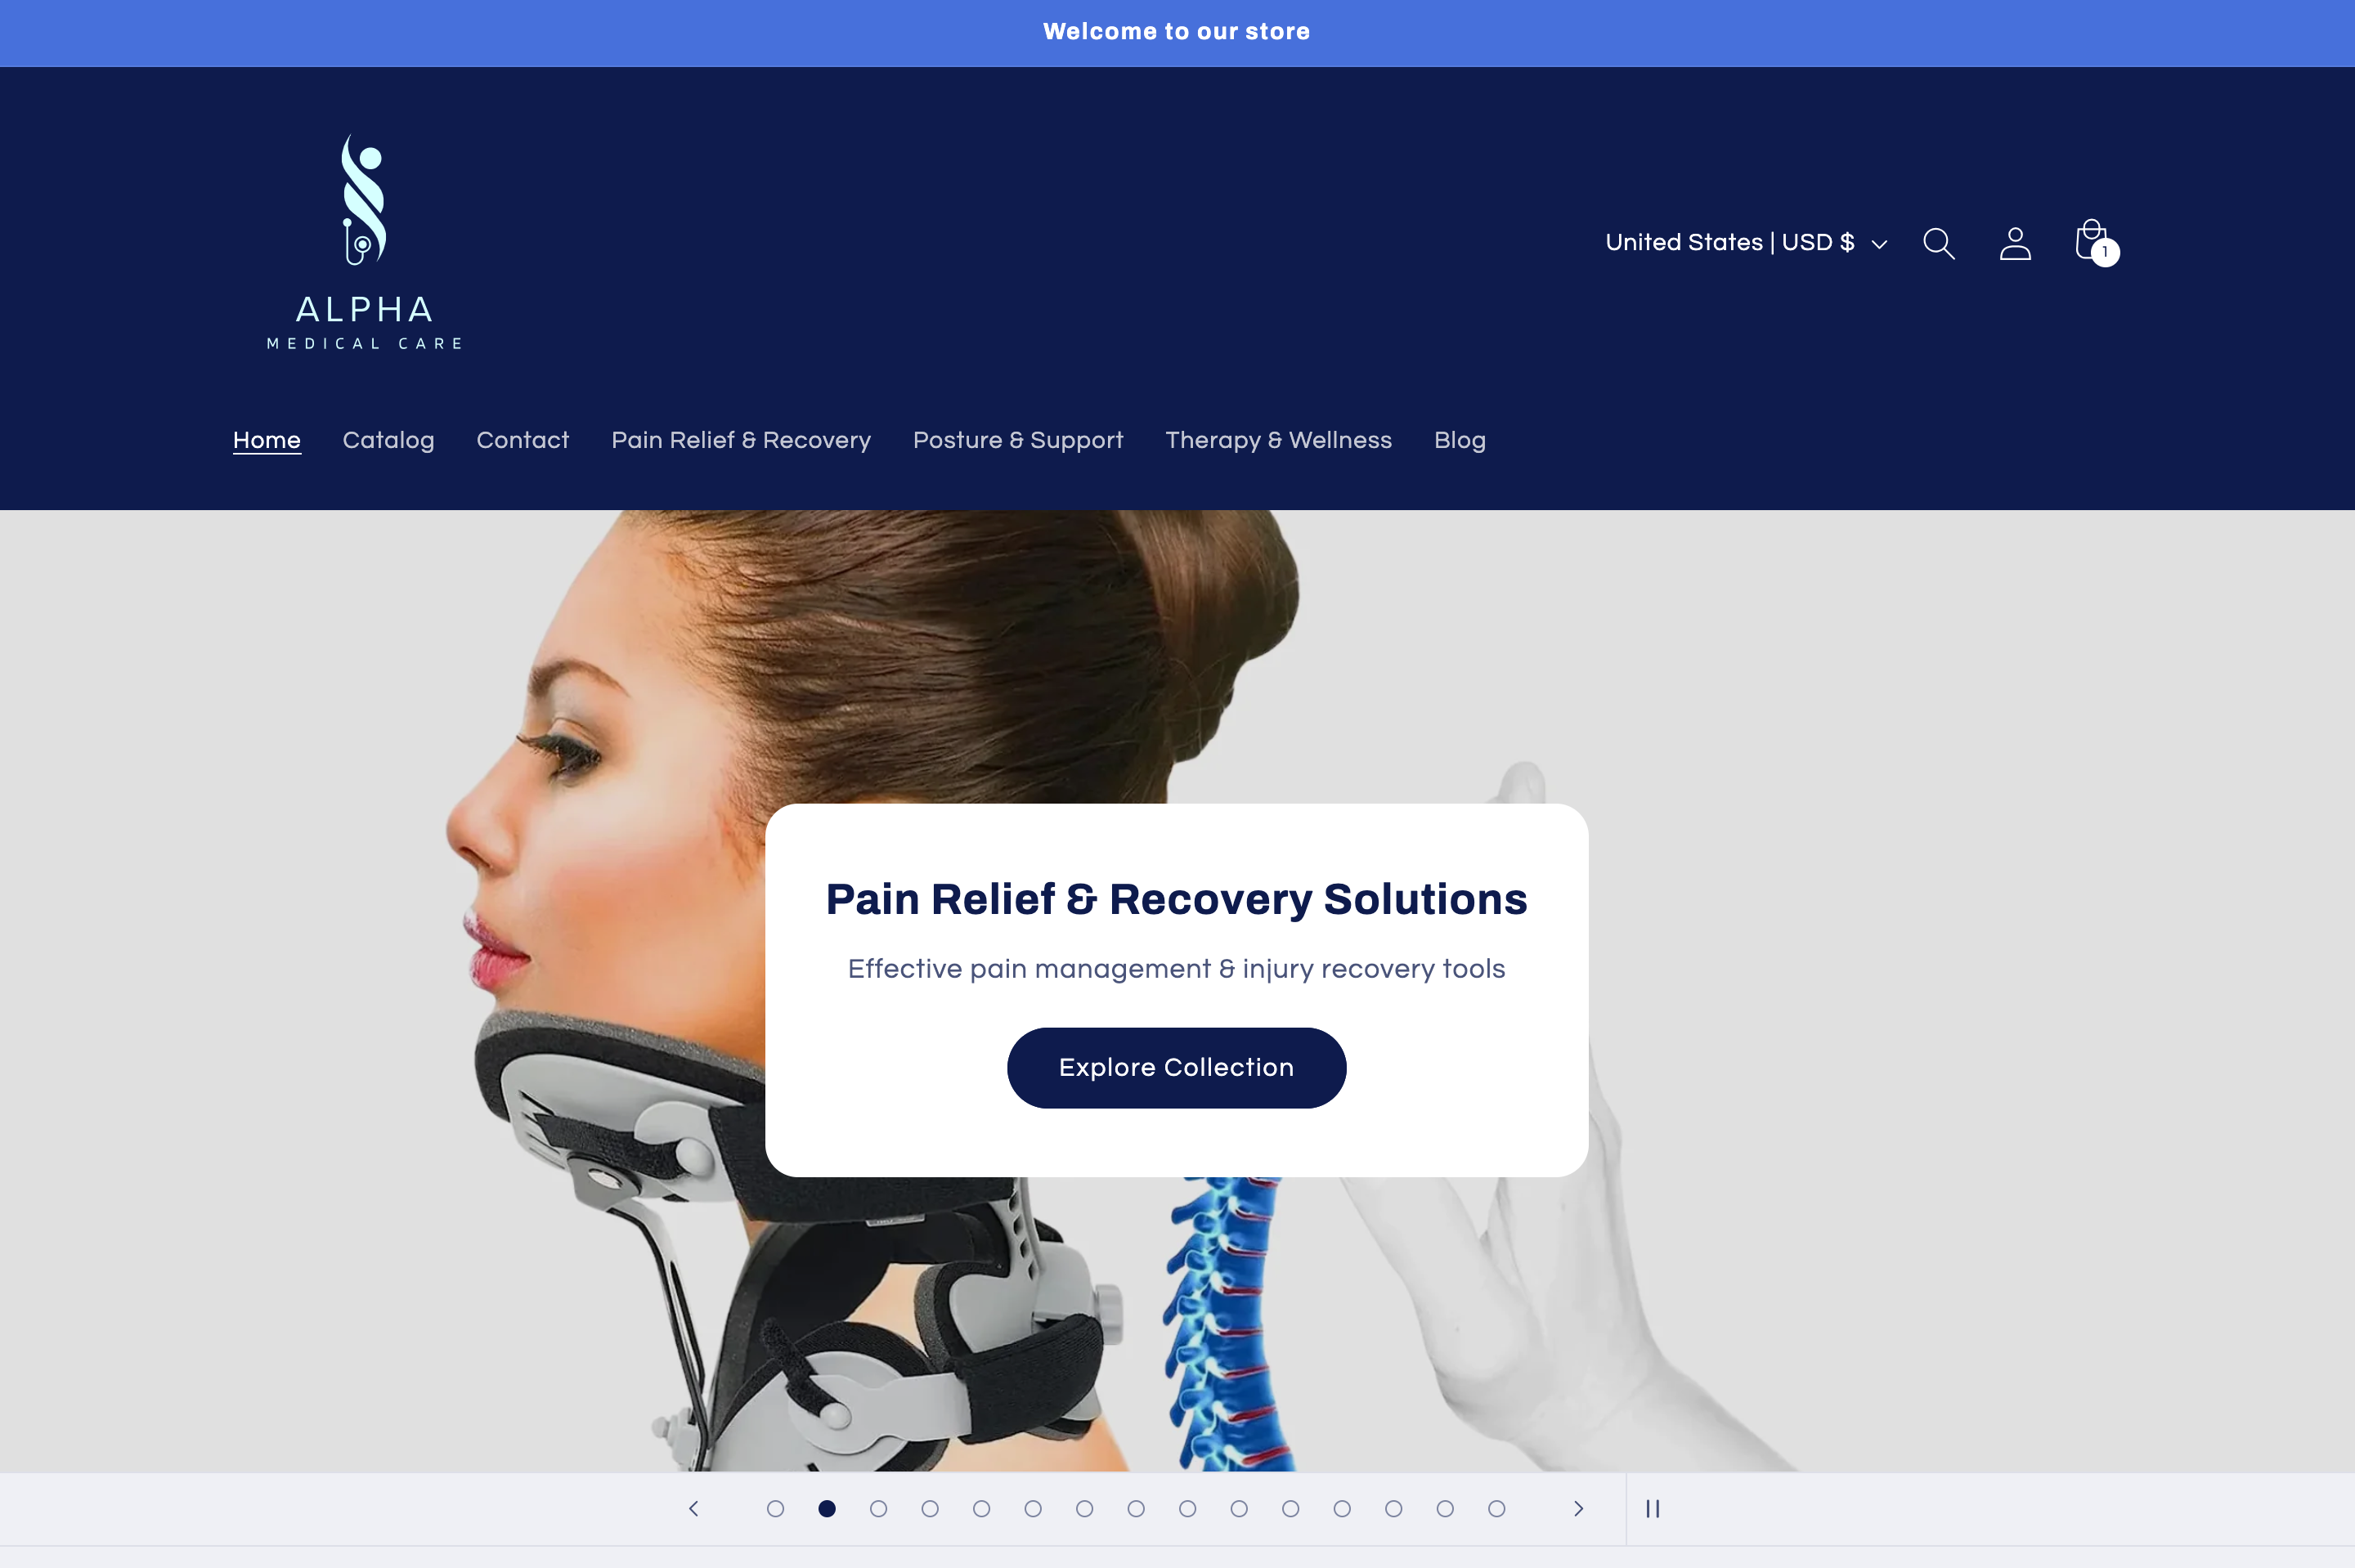 Welcome to our store
ALPHA
MEDICAL CARE
United States | USD $
1
Home Catalog Contact Pain Relief & Recovery Posture & Support Therapy & Wellness Blog
Pain Relief & Recovery Solutions
Effective pain management & injury recovery tools
Explore Collection